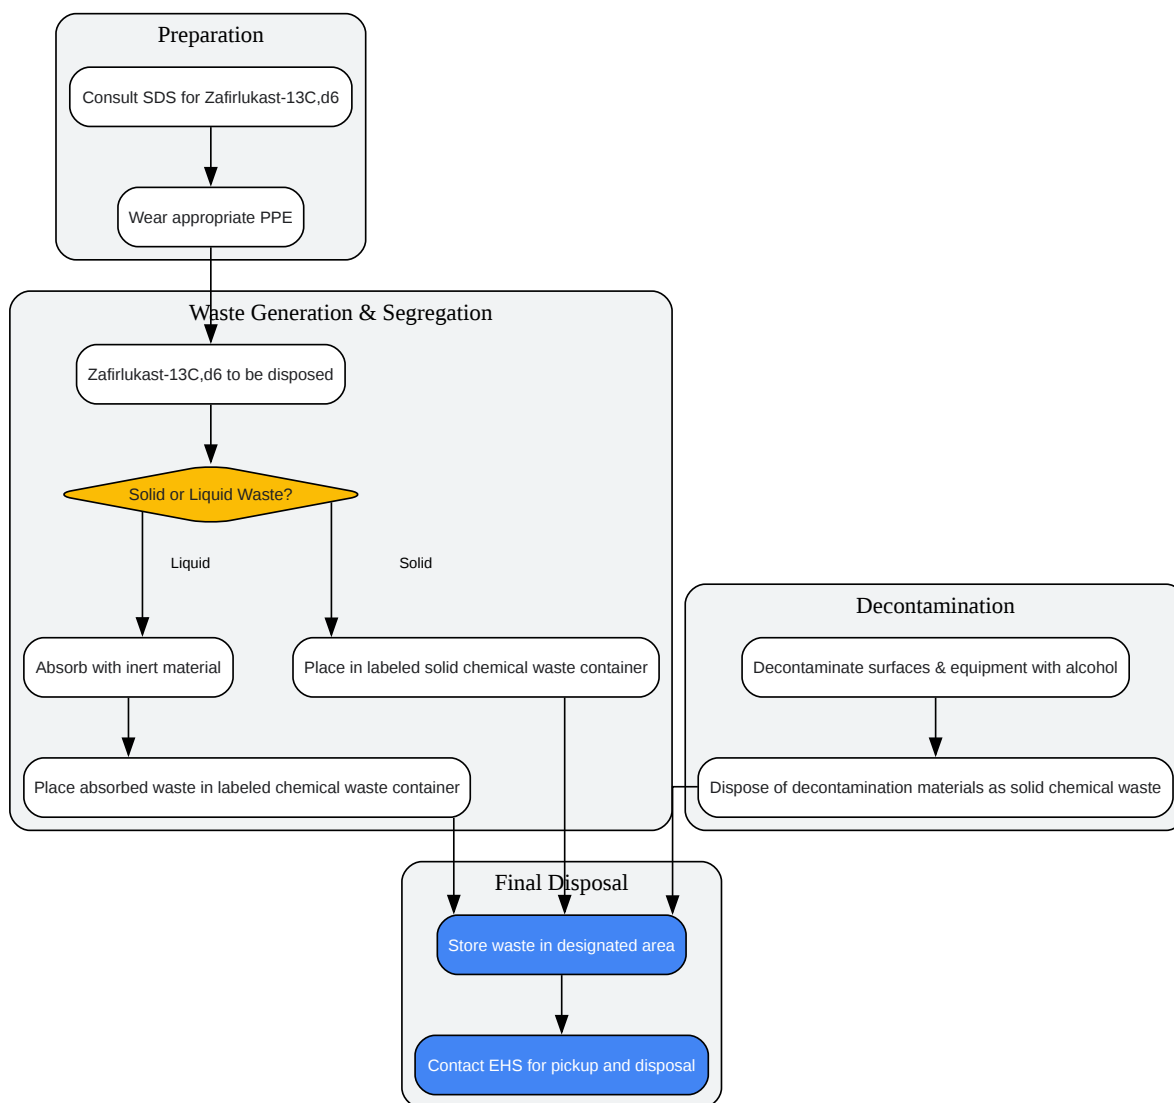 Preparation
Consult SDS for Zafirlukast-13C,d6
Wear appropriate PPE
Waste Generation & Segregation
Zafirlukast-13C,d6 to be disposed
Solid or Liquid Waste?
Liquid
Solid
Absorb with inert material
Place in labeled solid chemical waste container
Place absorbed waste in labeled chemical waste container
Decontamination
Decontaminate surfaces & equipment with alcohol
Dispose of decontamination materials as solid chemical waste
Final Disposal
Store waste in designated area
Contact EHS for pickup and disposal